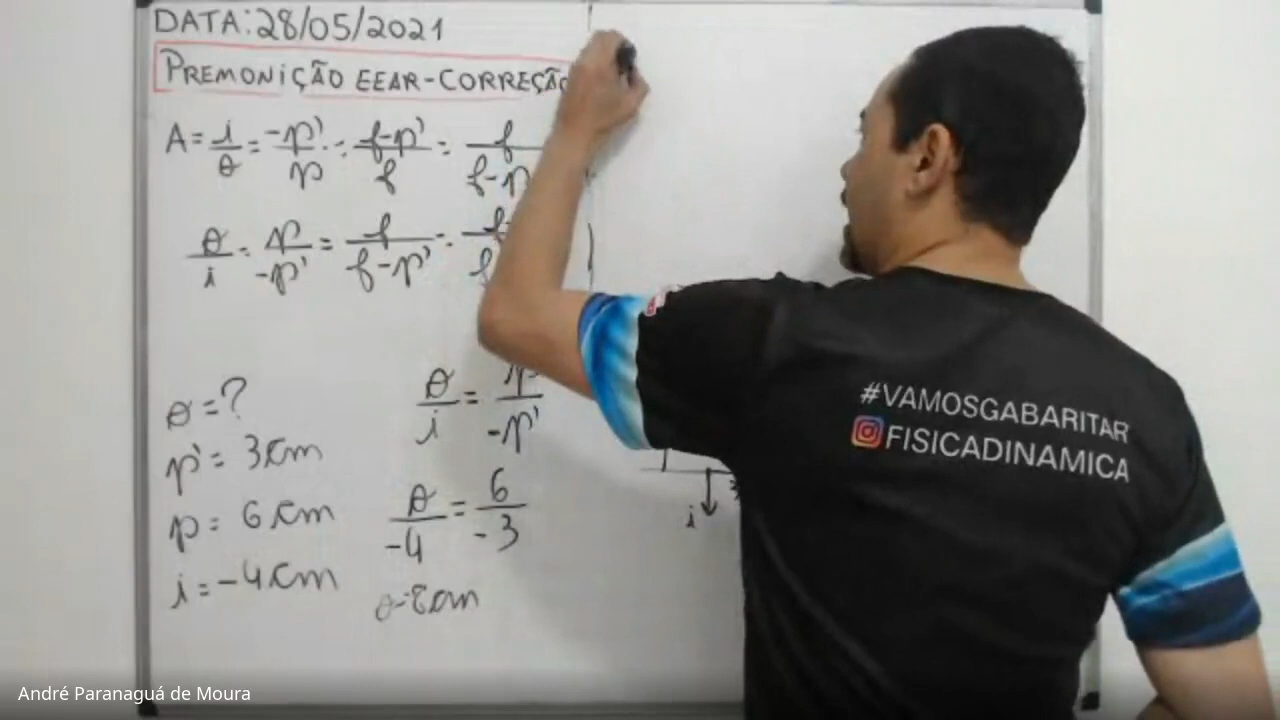 DATA: 28/05/2021
PREMONIÇÃO EEAR-CORREÇÃO
A = i/o = -p'/p = f-p'/f = f/f-p
o/i = p/-p' = f/f-p' = f
o = ?
p' = 3cm
p = 6cm
i = -4cm
o/i = p/-p'
o/-4 = 6/-3
o=8cm
i
#VAMOSGABARITAR
FISICADINAMICA
André Paranaguá de Moura